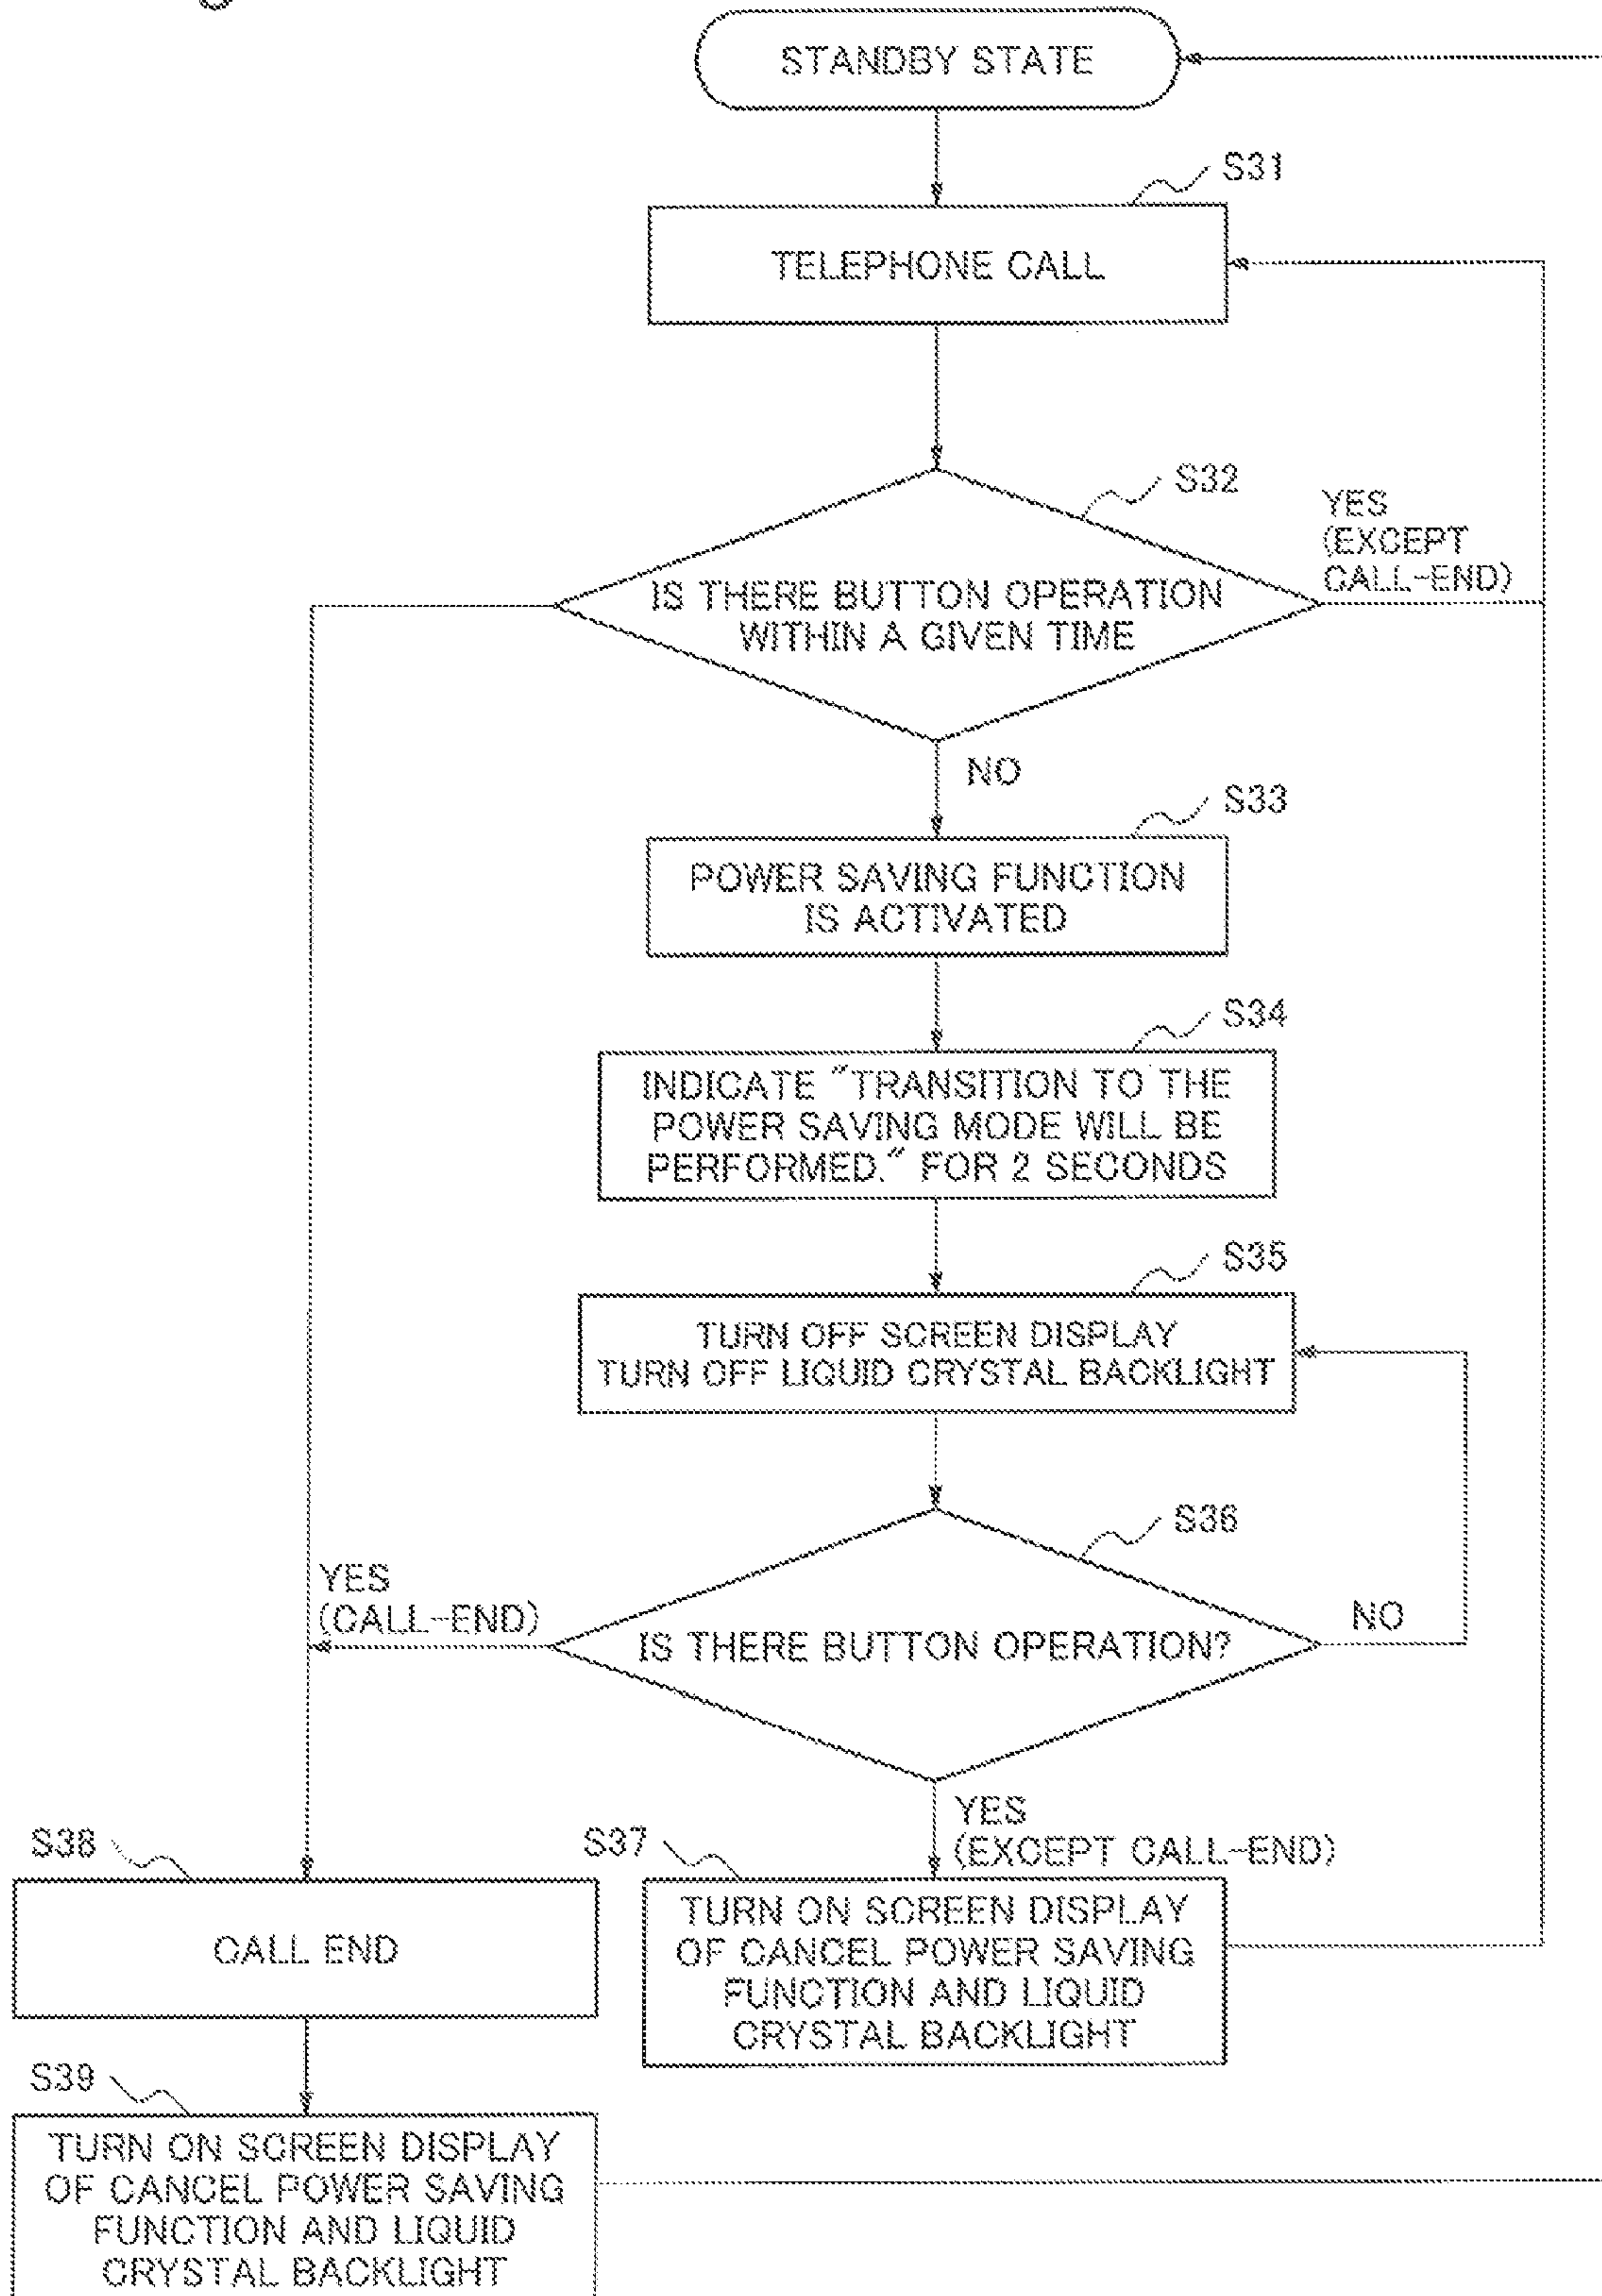 STANDBY STATE
S31
TELEPHONE CALL
S32
YES
(EXCEPT
CALL-END)
IS THERE BUTTON OPERATION
WITHIN A GIVEN TIME
NO
S33
POWER SAVING FUNCTION
IS ACTIVATED
S34
INDICATE "TRANSITION TO THE
POWER SAVING MODE WILL BE
PERFORMED." FOR 2 SECONDS
S35
TURN OFF SCREEN DISPLAY
TURN OFF LIQUID CRYSTAL BACKLIGHT
S36
YES
(CALL-END)
NO
IS THERE BUTTON OPERATION?
YES
(EXCEPT CALL-END)
S38
S37
CALL END
TURN ON SCREEN DISPLAY
OF CANCEL POWER SAVING
FUNCTION AND LIQUID
CRYSTAL BACKLIGHT
S39
TURN ON SCREEN DISPLAY
OF CANCEL POWER SAVING
FUNCTION AND LIQUID
CRYSTAL BACKLIGHT